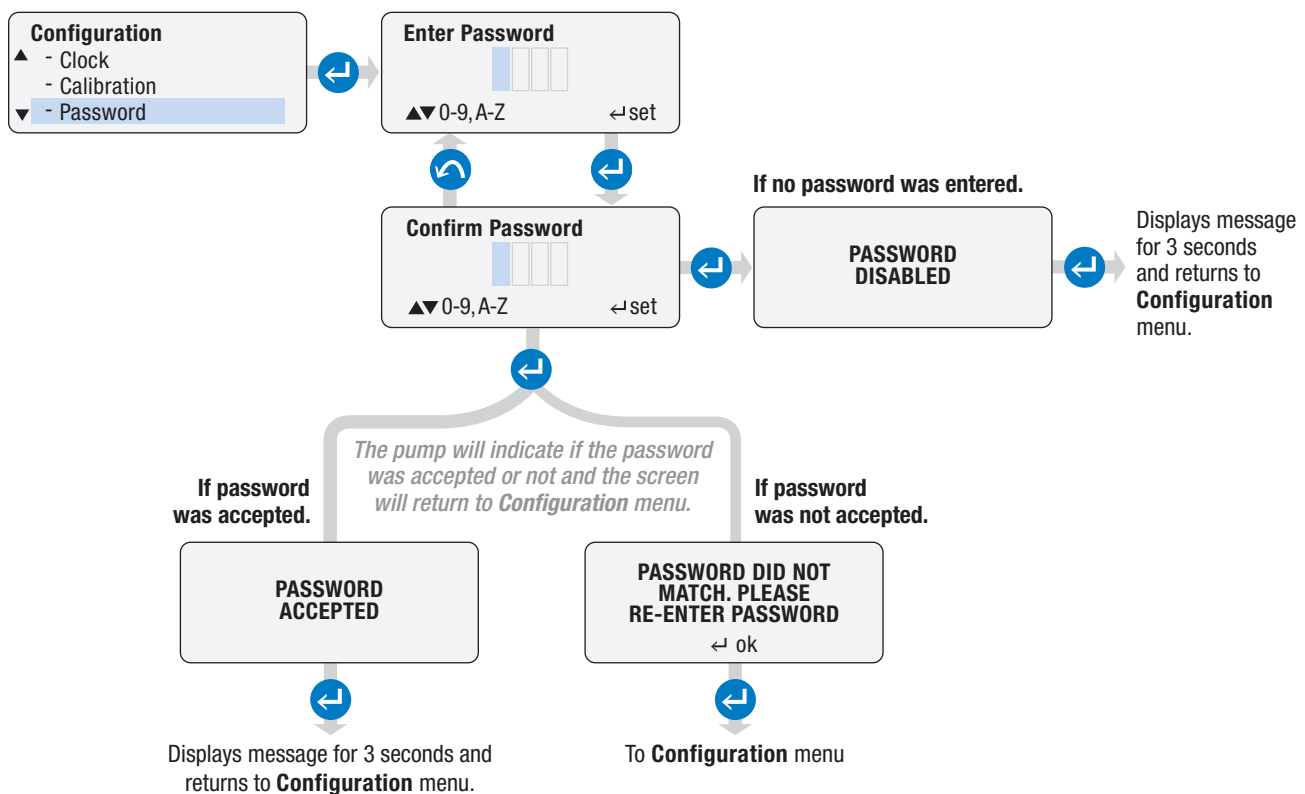 Configuration
▲ - Clock
- Calibration
▼ - Password
Enter Password
▲▼ 0-9, A-Z ↵ set
Confirm Password
▲▼ 0-9, A-Z ↵ set
If no password was entered.
PASSWORD
DISABLED
Displays message
for 3 seconds
and returns to
Configuration
menu.
The pump will indicate if the password
was accepted or not and the screen
will return to Configuration menu.
If password
was accepted.
PASSWORD
ACCEPTED
Displays message for 3 seconds and
returns to Configuration menu.
If password
was not accepted.
PASSWORD DID NOT
MATCH. PLEASE
RE-ENTER PASSWORD
↵ ok
To Configuration menu